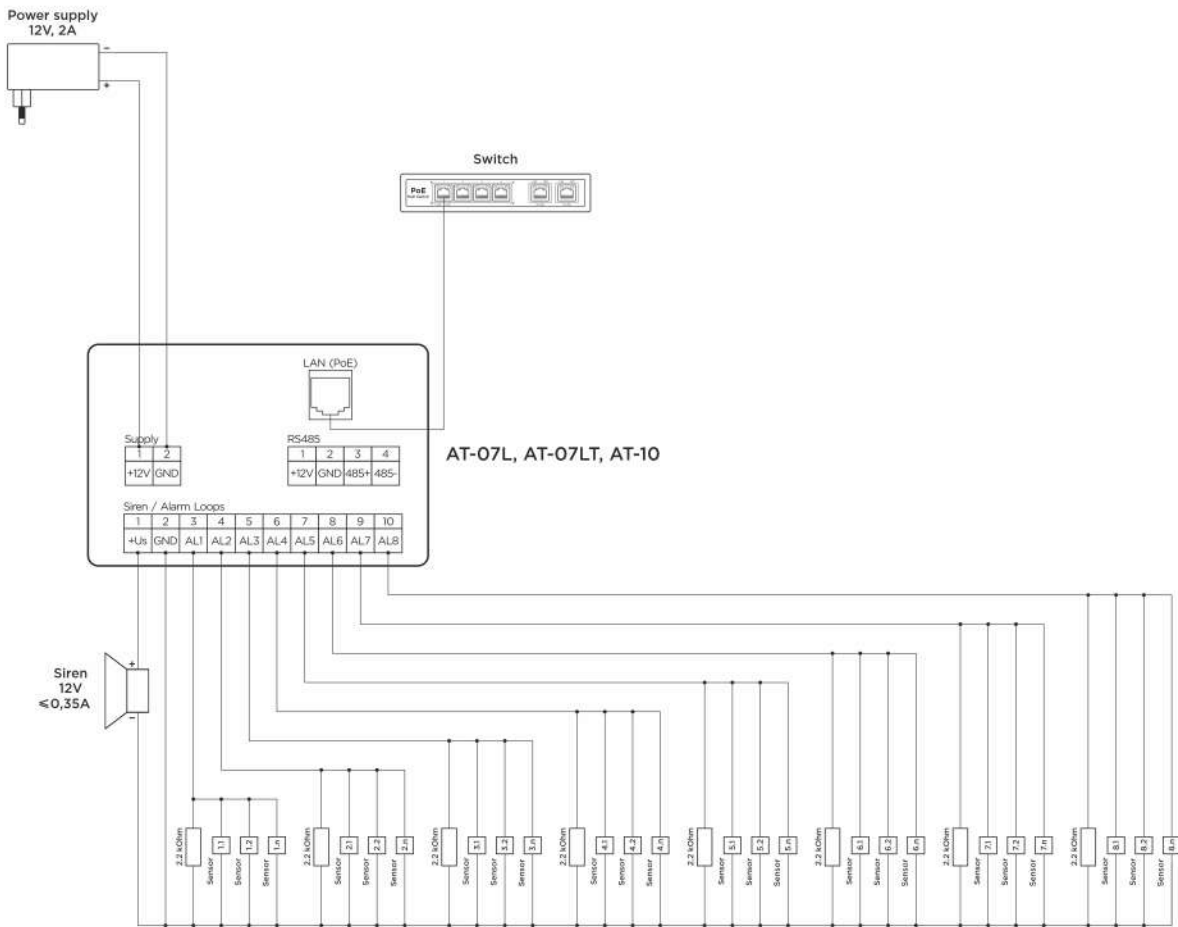 Power supply
12V, 2A
−
+
Switch
PoE
LAN (PoE)
Supply
1 2
+12V GND
RS485
1 2 3 4
+12V GND 485+ 485-
AT-07L, AT-07LT, AT-10
Siren / Alarm Loops
1 2 3 4 5 6 7 8 9 10
+Us GND AL1 AL2 AL3 AL4 AL5 AL6 AL7 AL8
Siren
12V
⩽0,35A
+
−
2.2 kOhm
Sensor 1.1
Sensor 1.2
Sensor 1.n
2.2 kOhm
Sensor 2.1
Sensor 2.2
Sensor 2.n
2.2 kOhm
Sensor 3.1
Sensor 3.2
Sensor 3.n
2.2 kOhm
Sensor 4.1
Sensor 4.2
Sensor 4.n
2.2 kOhm
Sensor 5.1
Sensor 5.2
Sensor 5.n
2.2 kOhm
Sensor 6.1
Sensor 6.2
Sensor 6.n
2.2 kOhm
Sensor 7.1
Sensor 7.2
Sensor 7.n
2.2 kOhm
Sensor 8.1
Sensor 8.2
Sensor 8.n